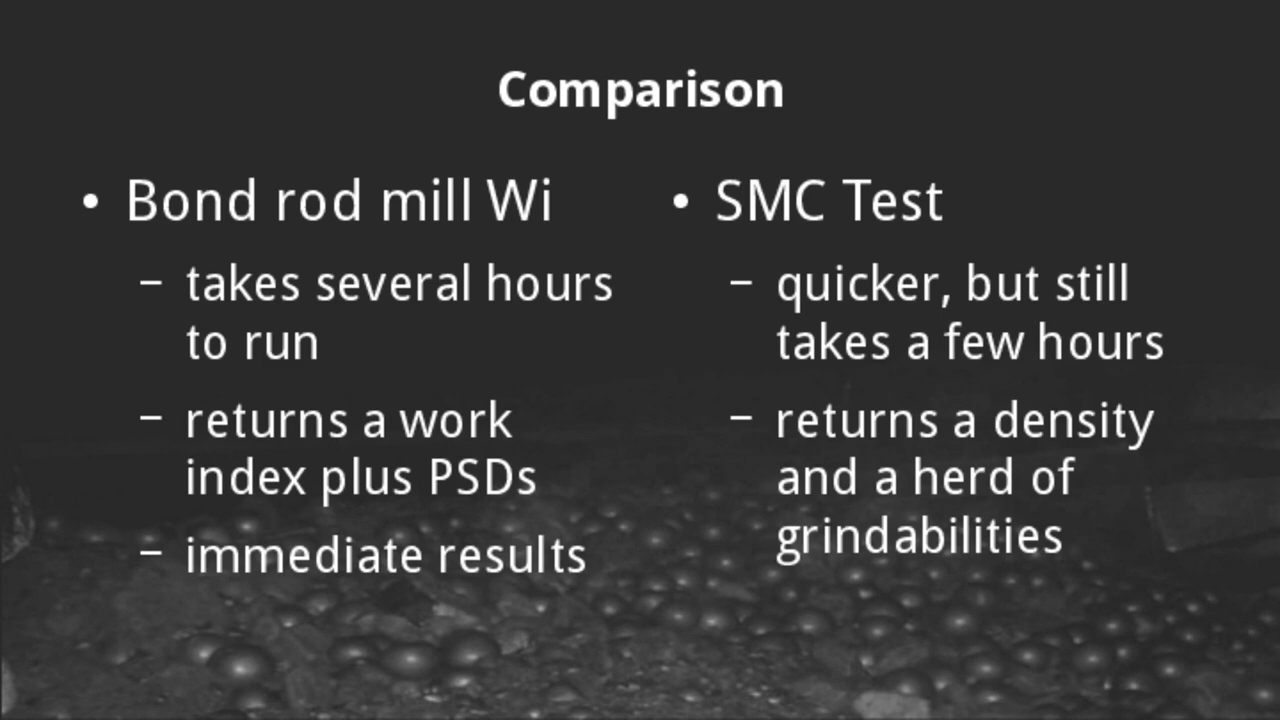 Comparison
• Bond rod mill Wi
– takes several hours
to run
– returns a work
index plus PSDs
– immediate results
• SMC Test
– quicker, but still
takes a few hours
– returns a density
and a herd of
grindabilities